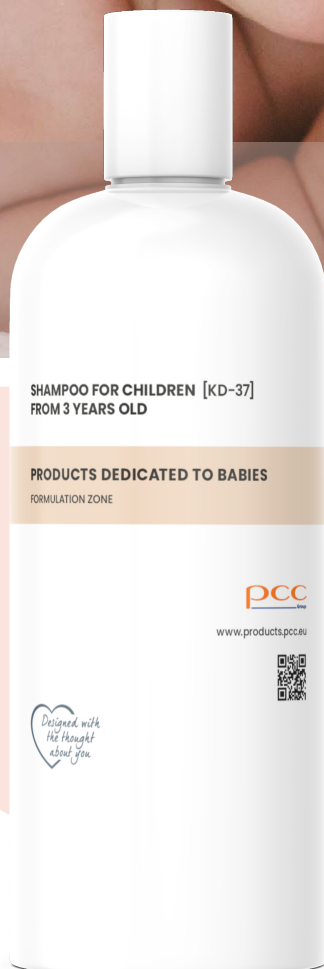 SHAMPOO FOR CHILDREN [KD-37]
FROM 3 YEARS OLD
PRODUCTS DEDICATED TO BABIES
FORMULATION ZONE
pcc
Group
www.products.pcc.eu
Designed with
the thought
about you